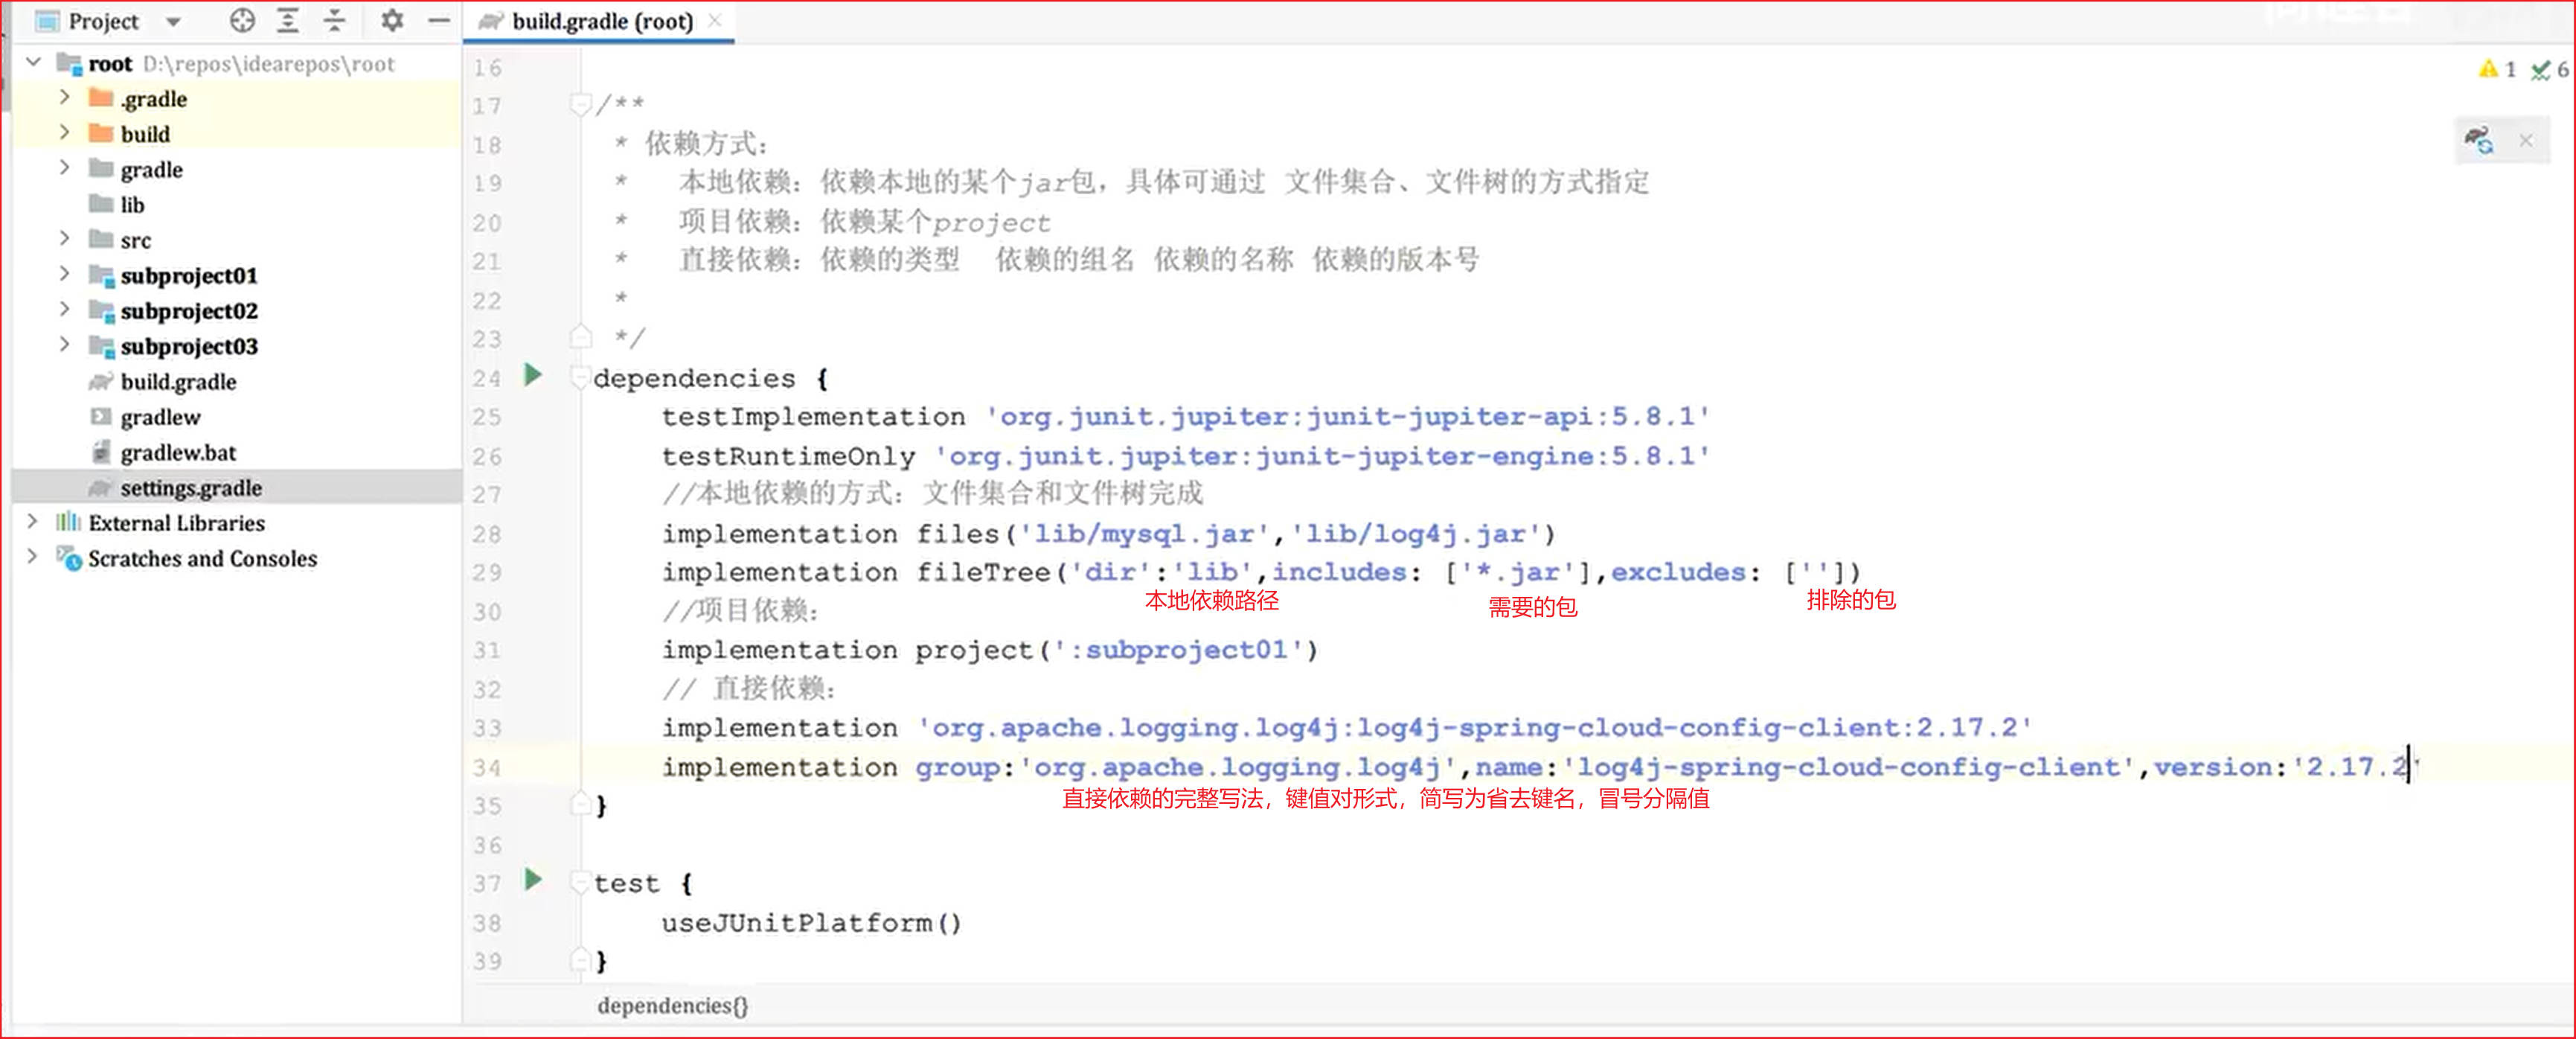 Project
build.gradle (root)
root D:\repos\idearepos\root
.gradle
build
gradle
lib
src
subproject01
subproject02
subproject03
build.gradle
gradlew
gradlew.bat
settings.gradle
External Libraries
Scratches and Consoles
1 6
16
17 /**
18 * 依赖方式：
19 * 本地依赖：依赖本地的某个jar包，具体可通过 文件集合、文件树的方式指定
20 * 项目依赖：依赖某个project
21 * 直接依赖：依赖的类型 依赖的组名 依赖的名称 依赖的版本号
22 *
23 */
24 dependencies {
25 testImplementation 'org.junit.jupiter:junit-jupiter-api:5.8.1'
26 testRuntimeOnly 'org.junit.jupiter:junit-jupiter-engine:5.8.1'
27 //本地依赖的方式：文件集合和文件树完成
28 implementation files('lib/mysql.jar','lib/log4j.jar')
29 implementation fileTree('dir':'lib',includes: ['*.jar'],excludes: [''])
本地依赖路径 需要的包 排除的包
30 //项目依赖：
31 implementation project(':subproject01')
32 // 直接依赖：
33 implementation 'org.apache.logging.log4j:log4j-spring-cloud-config-client:2.17.2'
34 implementation group:'org.apache.logging.log4j',name:'log4j-spring-cloud-config-client',version:'2.17.2'
直接依赖的完整写法，键值对形式，简写为省去键名，冒号分隔值
35 }
36
37 test {
38 useJUnitPlatform()
39 }
dependencies{}